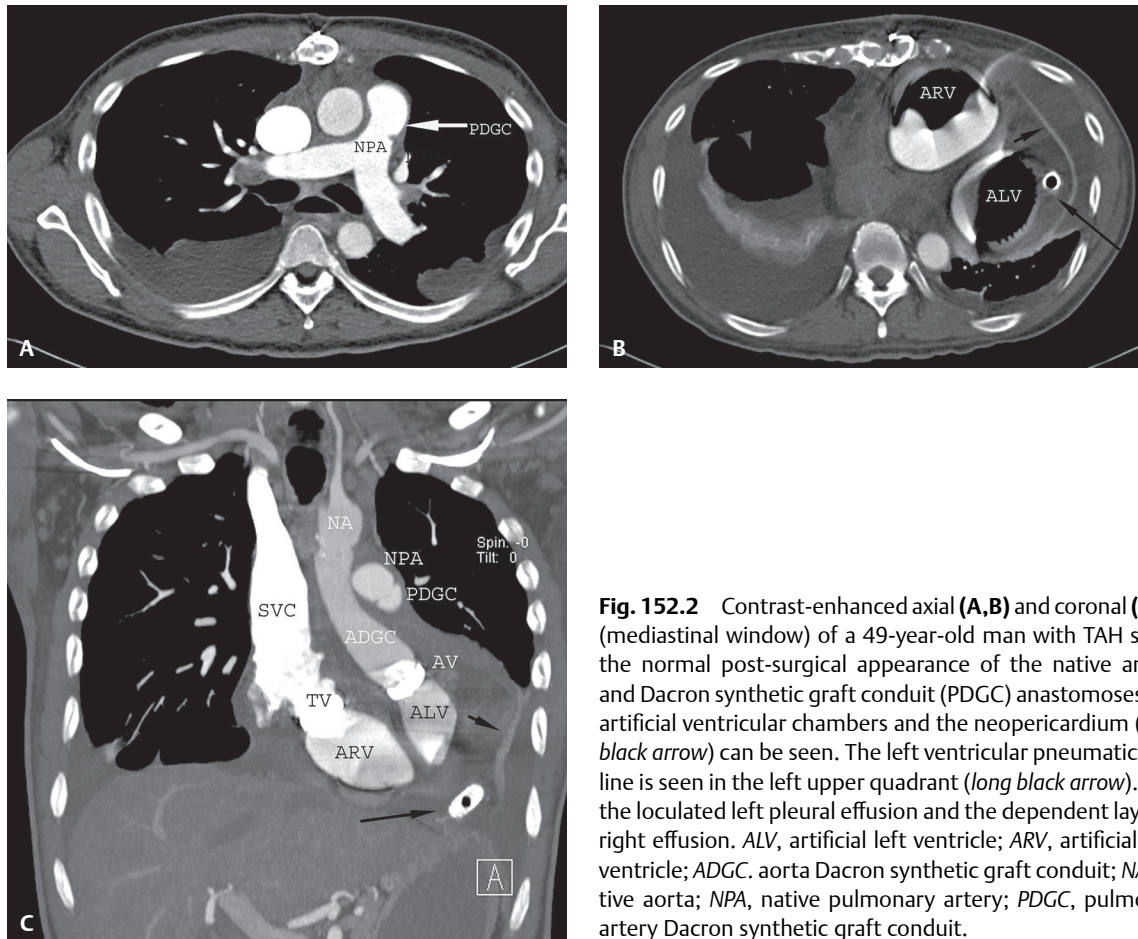 PDGC
NPA
A
ARV
ALV
B
NA
Spin: -0
Tilt: 0
NPA
PDGC
SVC
ADGC
AV
TV
ALV
ARV
A
C
Fig. 152.2 Contrast-enhanced axial (A,B) and coronal (
(mediastinal window) of a 49-year-old man with TAH s
the normal post-surgical appearance of the native ar
and Dacron synthetic graft conduit (PDGC) anastomoses
artificial ventricular chambers and the neopericardium (
black arrow) can be seen. The left ventricular pneumatic
line is seen in the left upper quadrant (long black arrow).
the loculated left pleural effusion and the dependent lay
right effusion. ALV, artificial left ventricle; ARV, artificial
ventricle; ADGC. aorta Dacron synthetic graft conduit; N
tive aorta; NPA, native pulmonary artery; PDGC, pulmo
artery Dacron synthetic graft conduit.